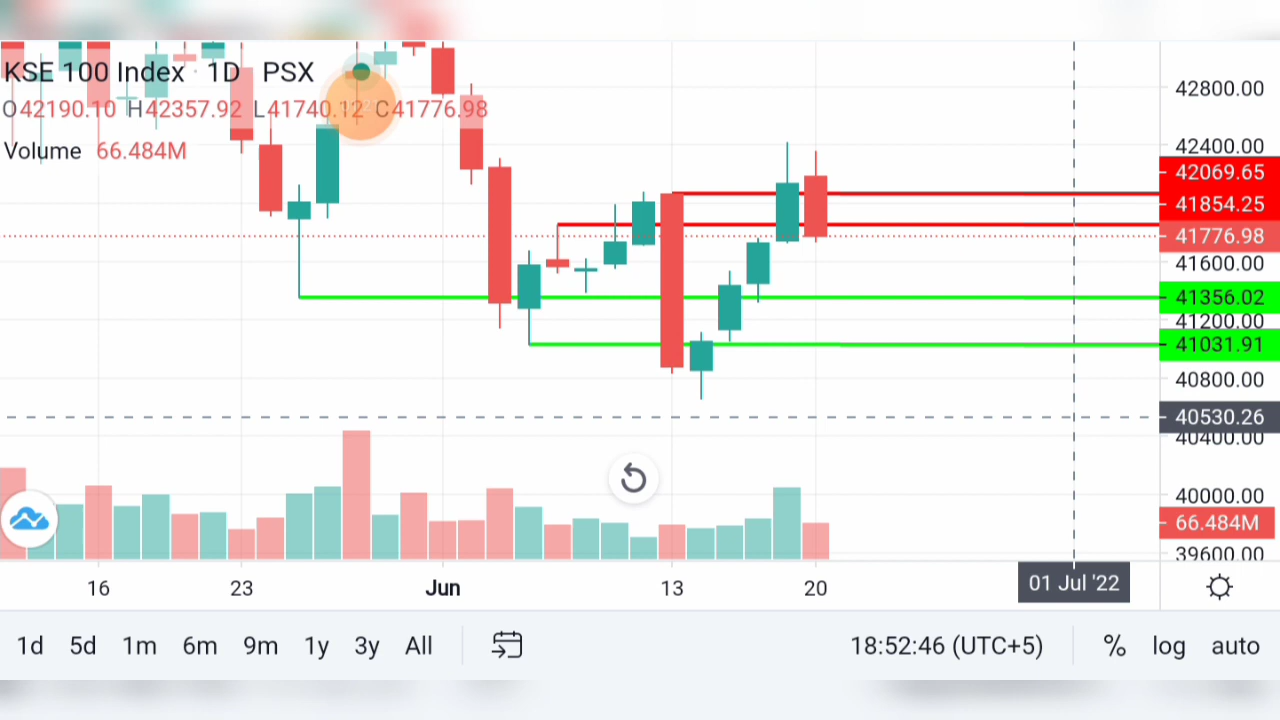 KSE 100 Index · 1D PSX
O42190.10 H42357.92 L41740.12 C41776.98
Volume 66.484M
42800.00
42400.00
42069.65
41854.25
41776.98
41600.00
41356.02
41200.00
41031.91
40800.00
40530.26
40400.00
40000.00
66.484M
39600.00
16 23 Jun 13 20 01 Jul '22
1d 5d 1m 6m 9m 1y 3y All 18:52:46 (UTC+5) % log auto